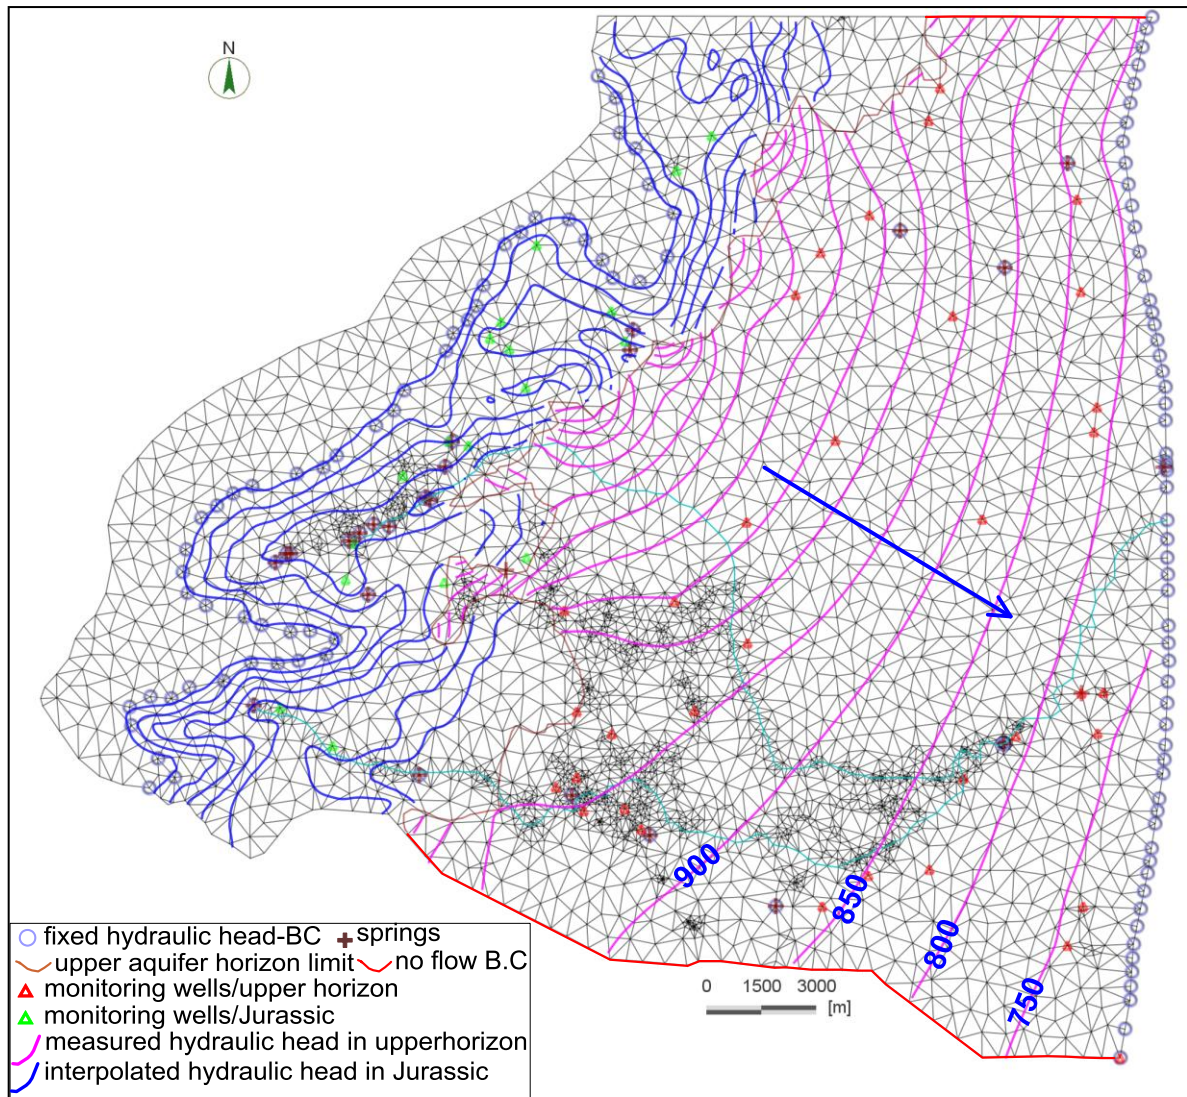 N
900
850
800
750
fixed hydraulic head-BC springs
upper aquifer horizon limit no flow B.C
monitoring wells/upper horizon
monitoring wells/Jurassic
measured hydraulic head in upperhorizon
interpolated hydraulic head in Jurassic
0 1500 3000
[m]